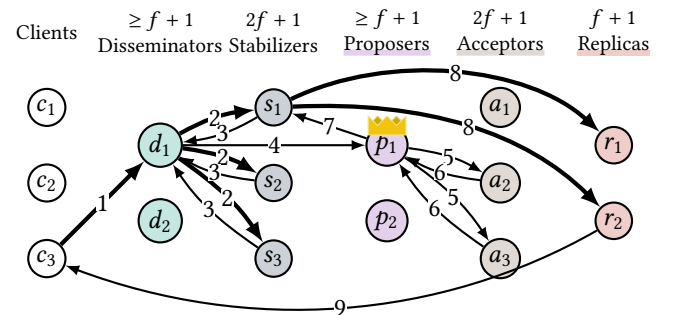 Clients
≥ f + 1
Disseminators
2f + 1
Stabilizers
≥ f + 1
Proposers
2f + 1
Acceptors
f + 1
Replicas
c1
c2
c3
d1
d2
s1
s2
s3
p1
p2
a1
a2
a3
r1
r2
1
2
3
2
3
2
3
4
7
5
6
5
6
8
8
9